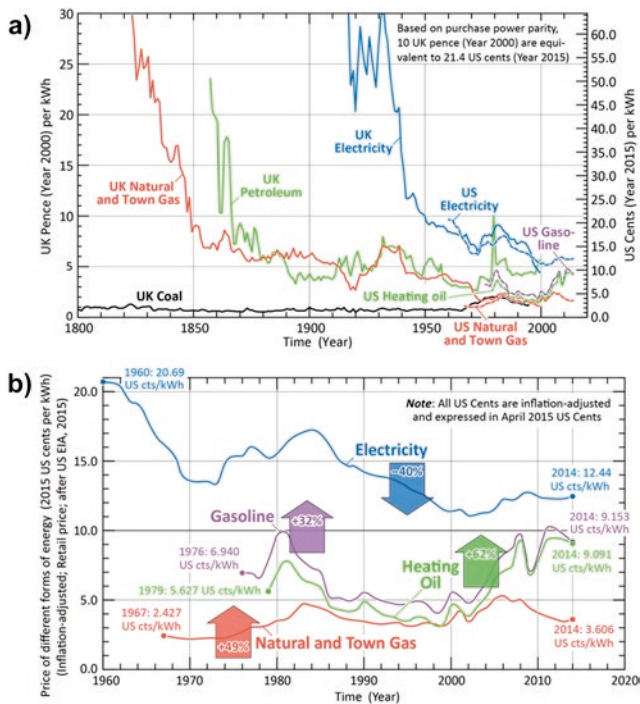 a)
UK Pence (Year 2000) per kWh
30
25
20
15
10
5
0
1800
1850
1900
1950
2000
Time (Year)
US Cents (Year 2015) per kWh
60.0
55.0
50.0
45.0
40.0
35.0
30.0
25.0
20.0
15.0
10.0
5.0
0.0
Based on purchase power parity,
10 UK pence (Year 2000) are equi-
valent to 21.4 US cents (Year 2015)
UK Natural
and Town Gas
UK
Petroleum
UK
Electricity
US
Electricity
US Gaso-
line
US Heating oil
UK Coal
US Natural
and Town Gas
b)
Price of different forms of energy (2015 US cents per kWh)
(Inflation-adjusted; Retail price; after US EIA, 2015)
20.0
15.0
10.0
5.0
0.0
1960
1970
1980
1990
2000
2010
2020
Time (Year)
1960: 20.69
US cts/kWh
Note: All US Cents are inflation-adjusted
and expressed in April 2015 US Cents
Electricity
–40%
2014: 12.44
US cts/kWh
Gasoline
+32%
1976: 6.940
US cts/kWh
1979: 5.627 US cts/kWh
Heating
Oil
+62%
2014: 9.153
US cts/kWh
2014: 9.091
US cts/kWh
1967: 2.427
US cts/kWh
+49%
Natural and Town Gas
2014: 3.606
US cts/kWh